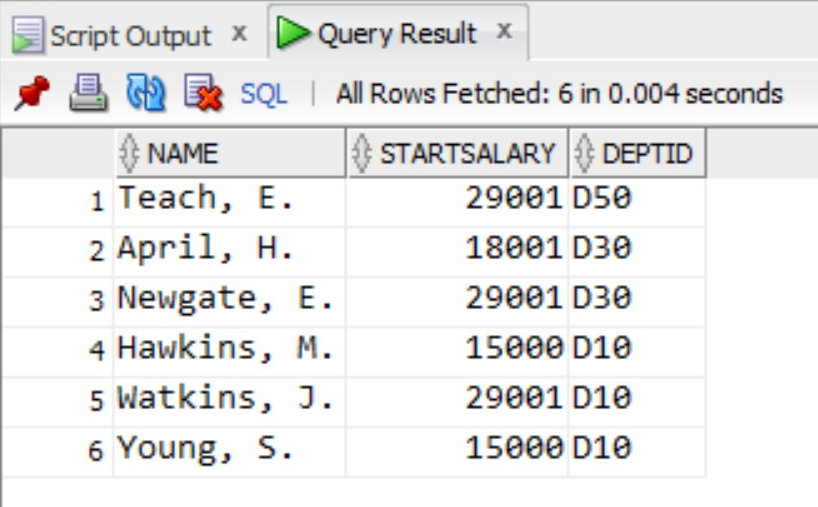 Script Output x Query Result x
SQL | All Rows Fetched: 6 in 0.004 seconds
NAME STARTSALARY DEPTID
1 Teach, E. 29001 D50
2 April, H. 18001 D30
3 Newgate, E. 29001 D30
4 Hawkins, M. 15000 D10
5 Watkins, J. 29001 D10
6 Young, S. 15000 D10